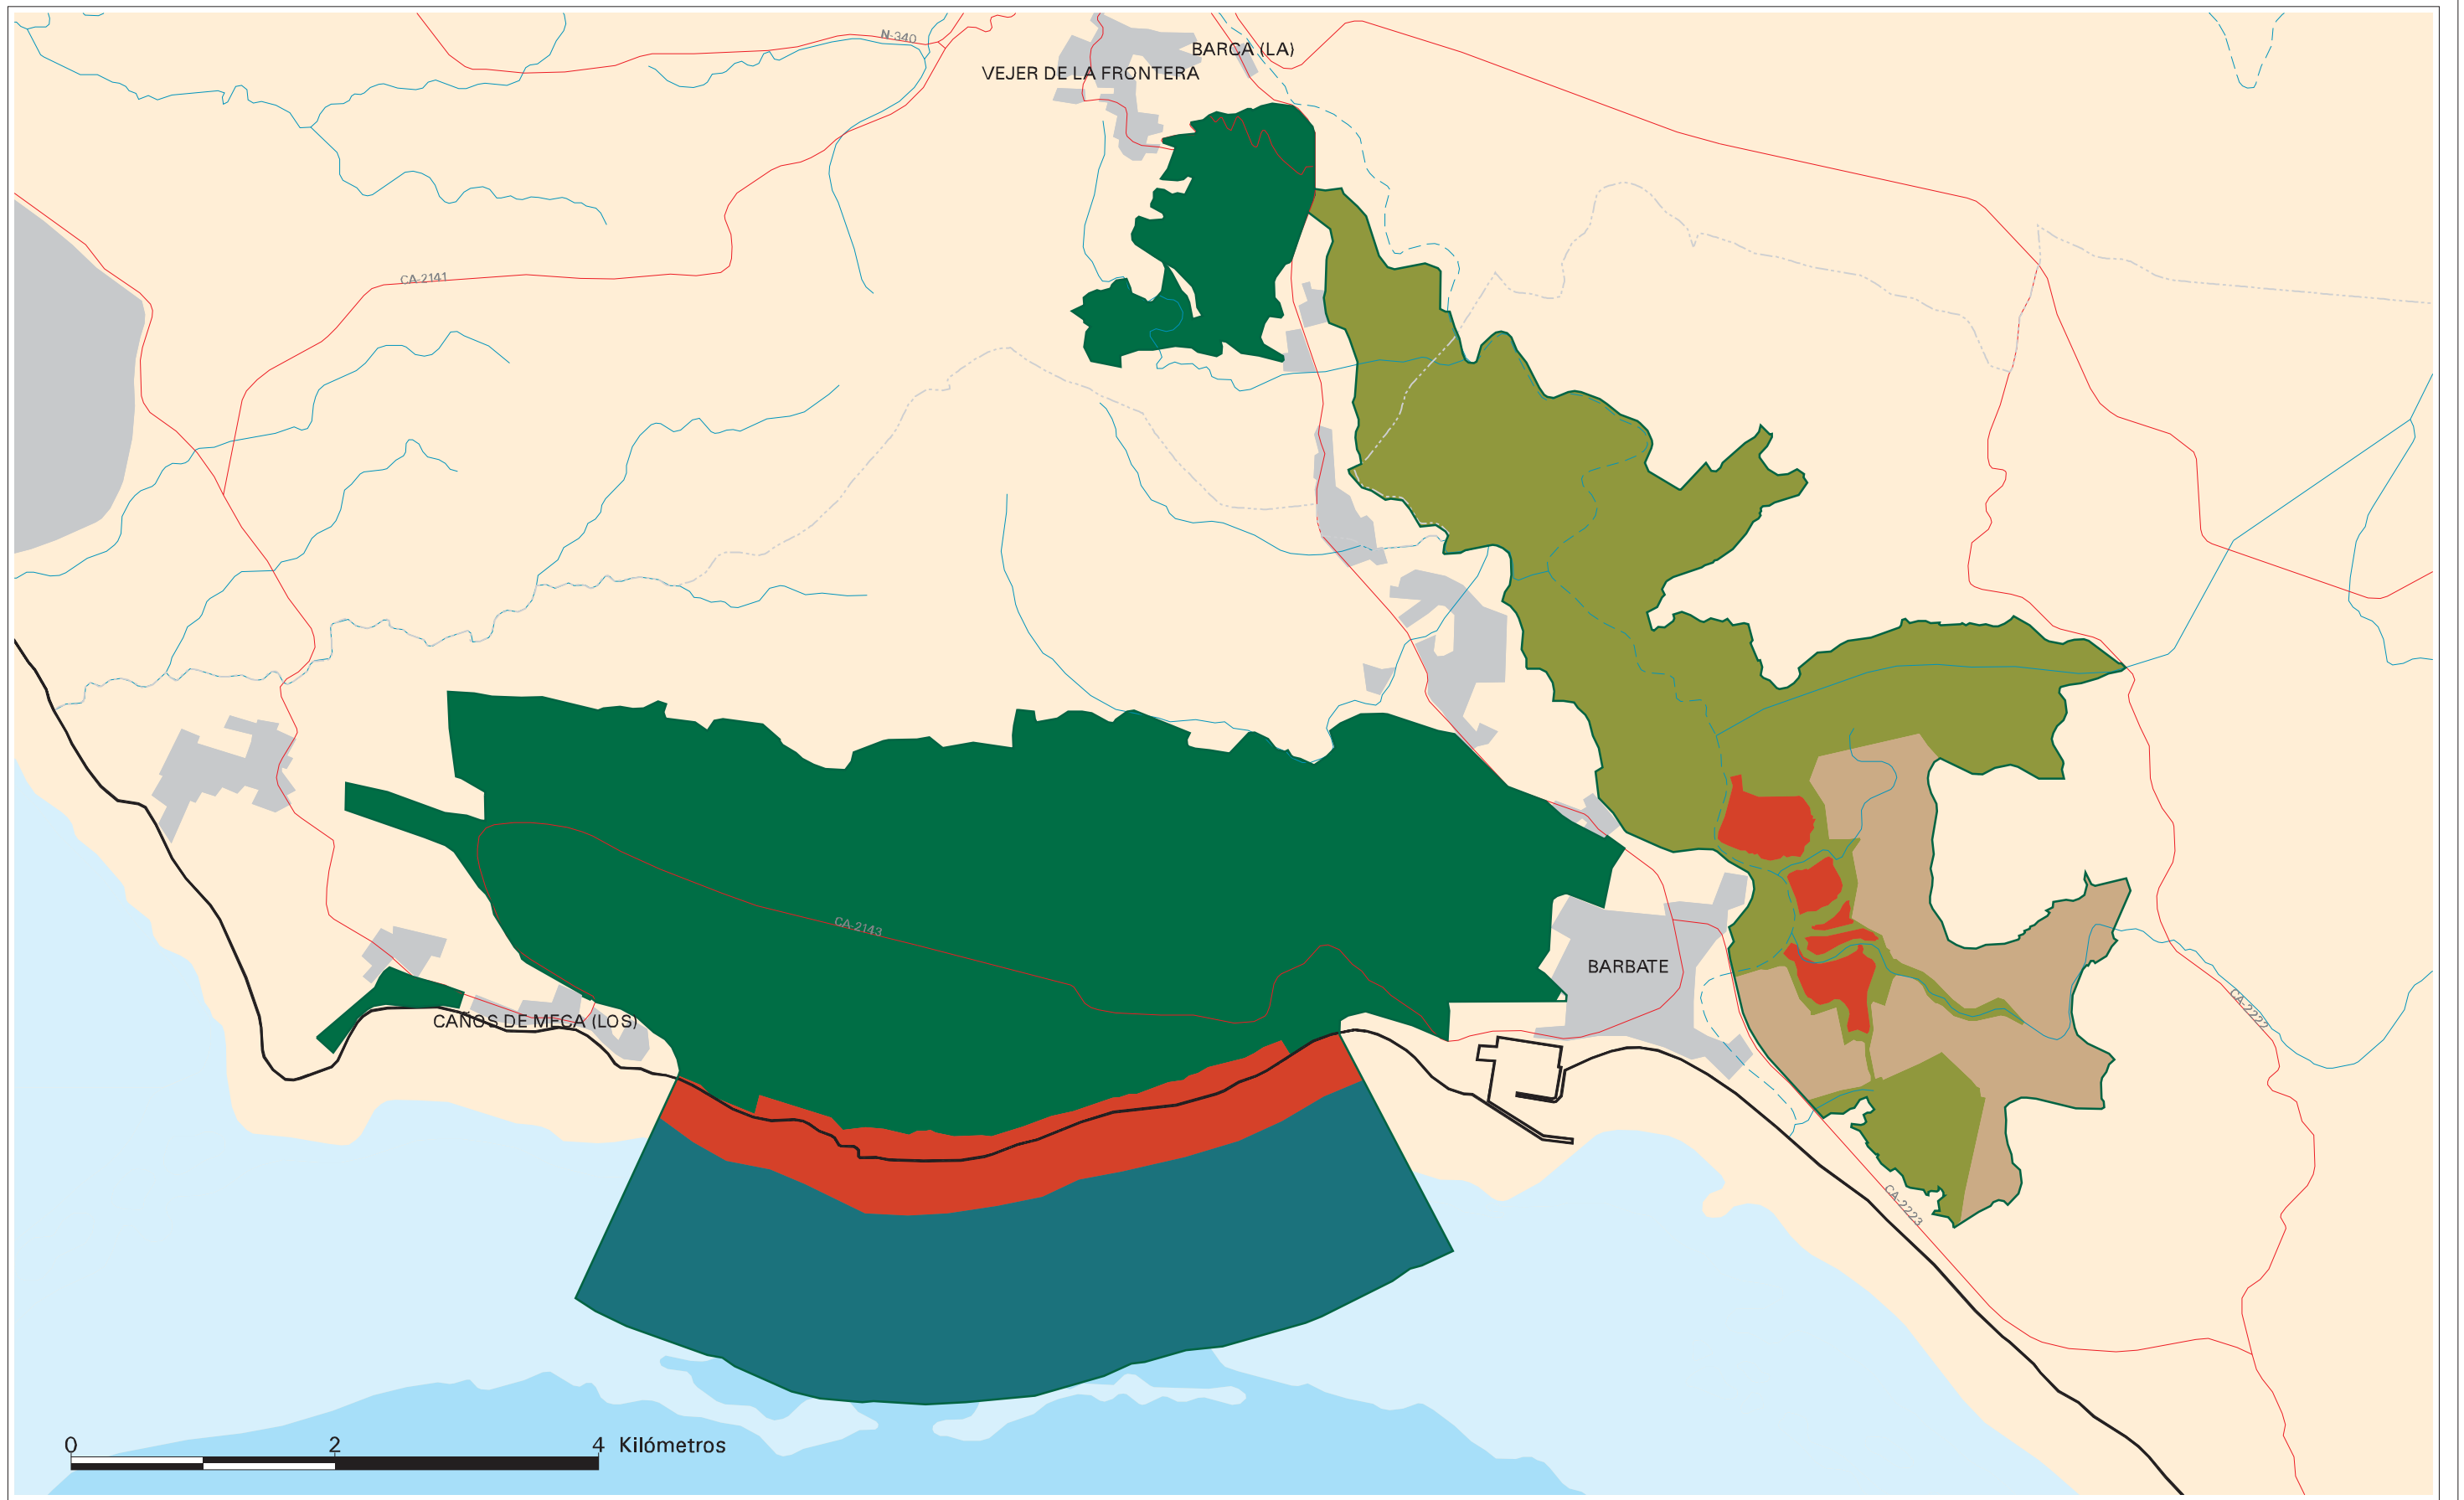 N-340
BARCA (LA)
VEJER DE LA FRONTERA
CA-2141
CA-2143
BARBATE
CAÑOS DE MECA (LOS)
CA-2222
CA-2223
0 2 4 Kilómetros